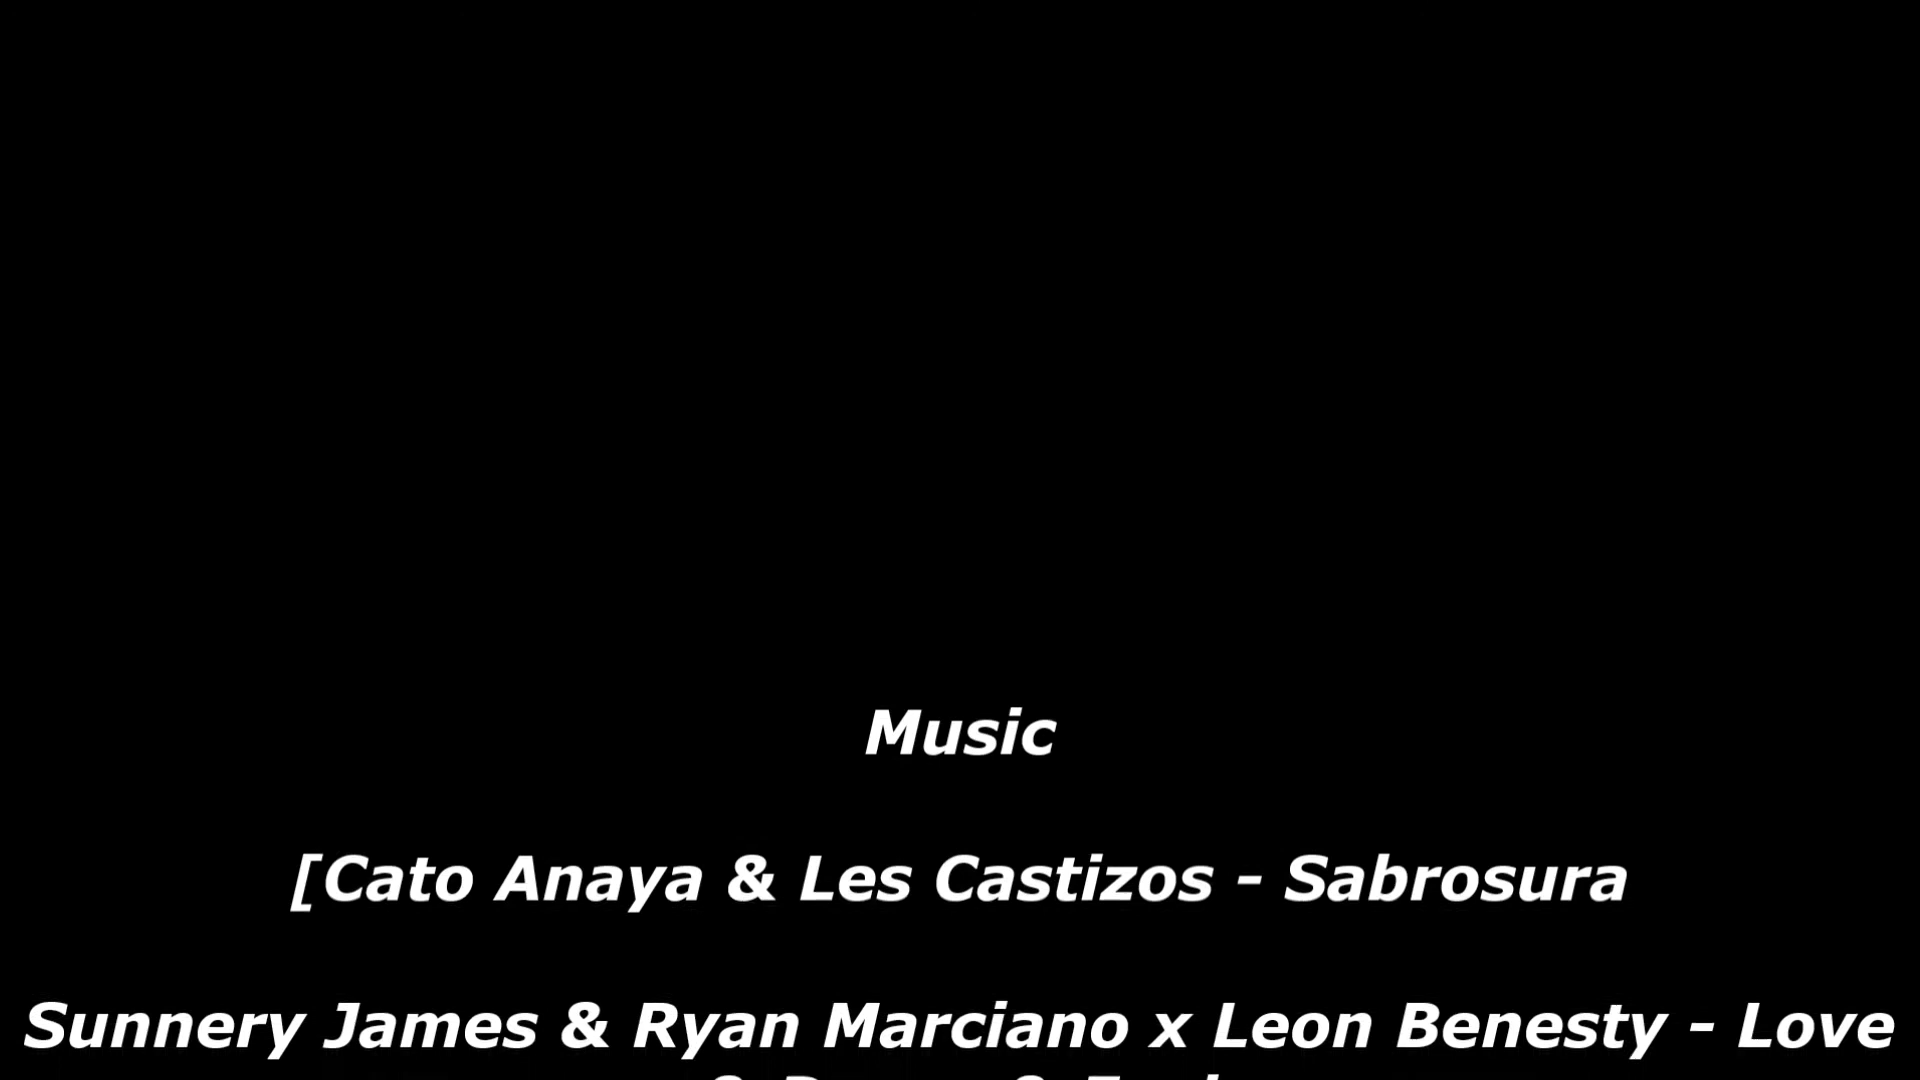 Music
[Cato Anaya & Les Castizos - Sabrosura
Sunnery James & Ryan Marciano x Leon Benesty - Love